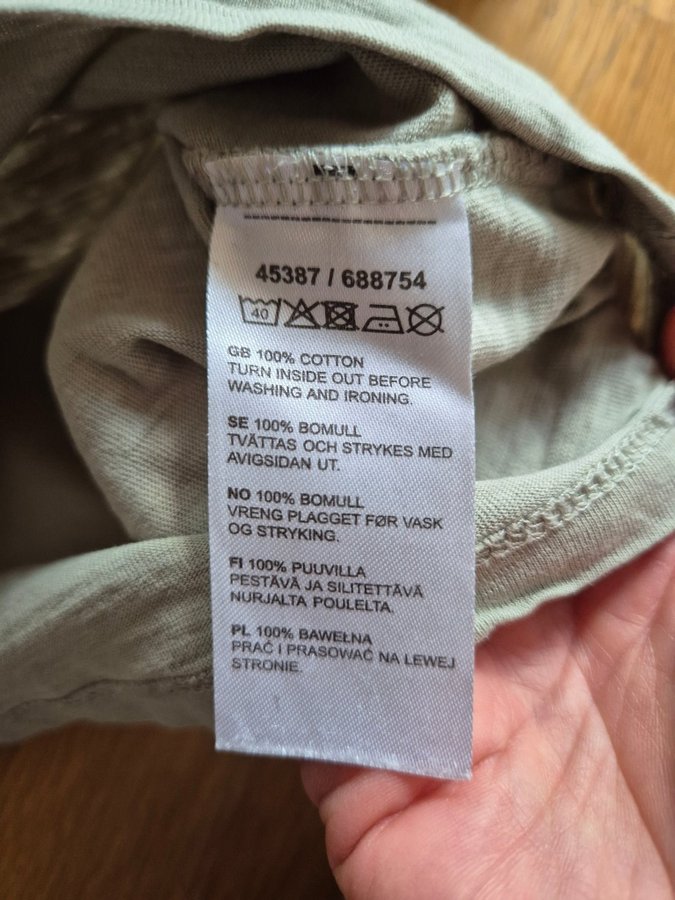 45387 / 688754
40
GB 100% COTTON
TURN INSIDE OUT BEFORE
WASHING AND IRONING.
SE 100% BOMULL
TVÄTTAS OCH STRYKES MED
AVIGSIDAN UT.
NO 100% BOMULL
VRENG PLAGGET FØR VASK
OG STRYKING.
FI 100% PUUVILLA
PESTÄVÄ JA SILITETTÄVÄ
NURJALTA POULELTA.
PL 100% BAWEŁNA
PRAĆ I PRASOWAĆ NA LEWEJ
STRONIE.